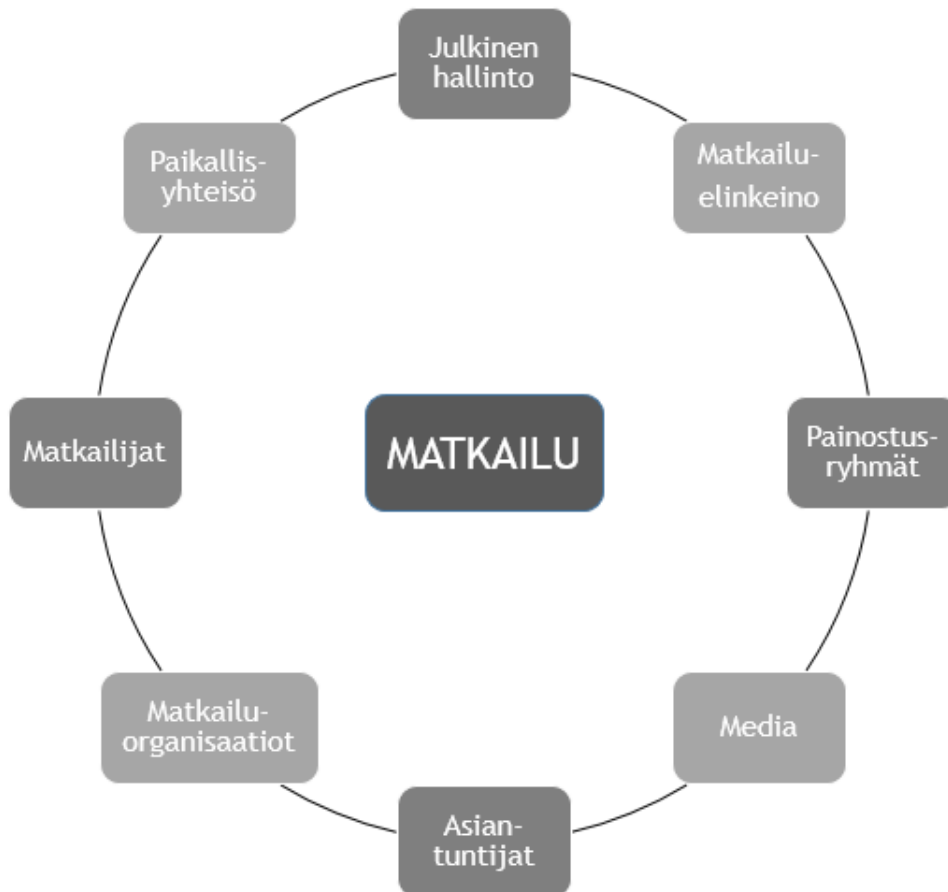 Julkinen
hallinto
Matkailu-
elinkeino
Painostus-
ryhmät
Media
Asian-
tuntijat
Matkailu-
organisaatiot
Matkailijat
Paikallis-
yhteisö
MATKAILU